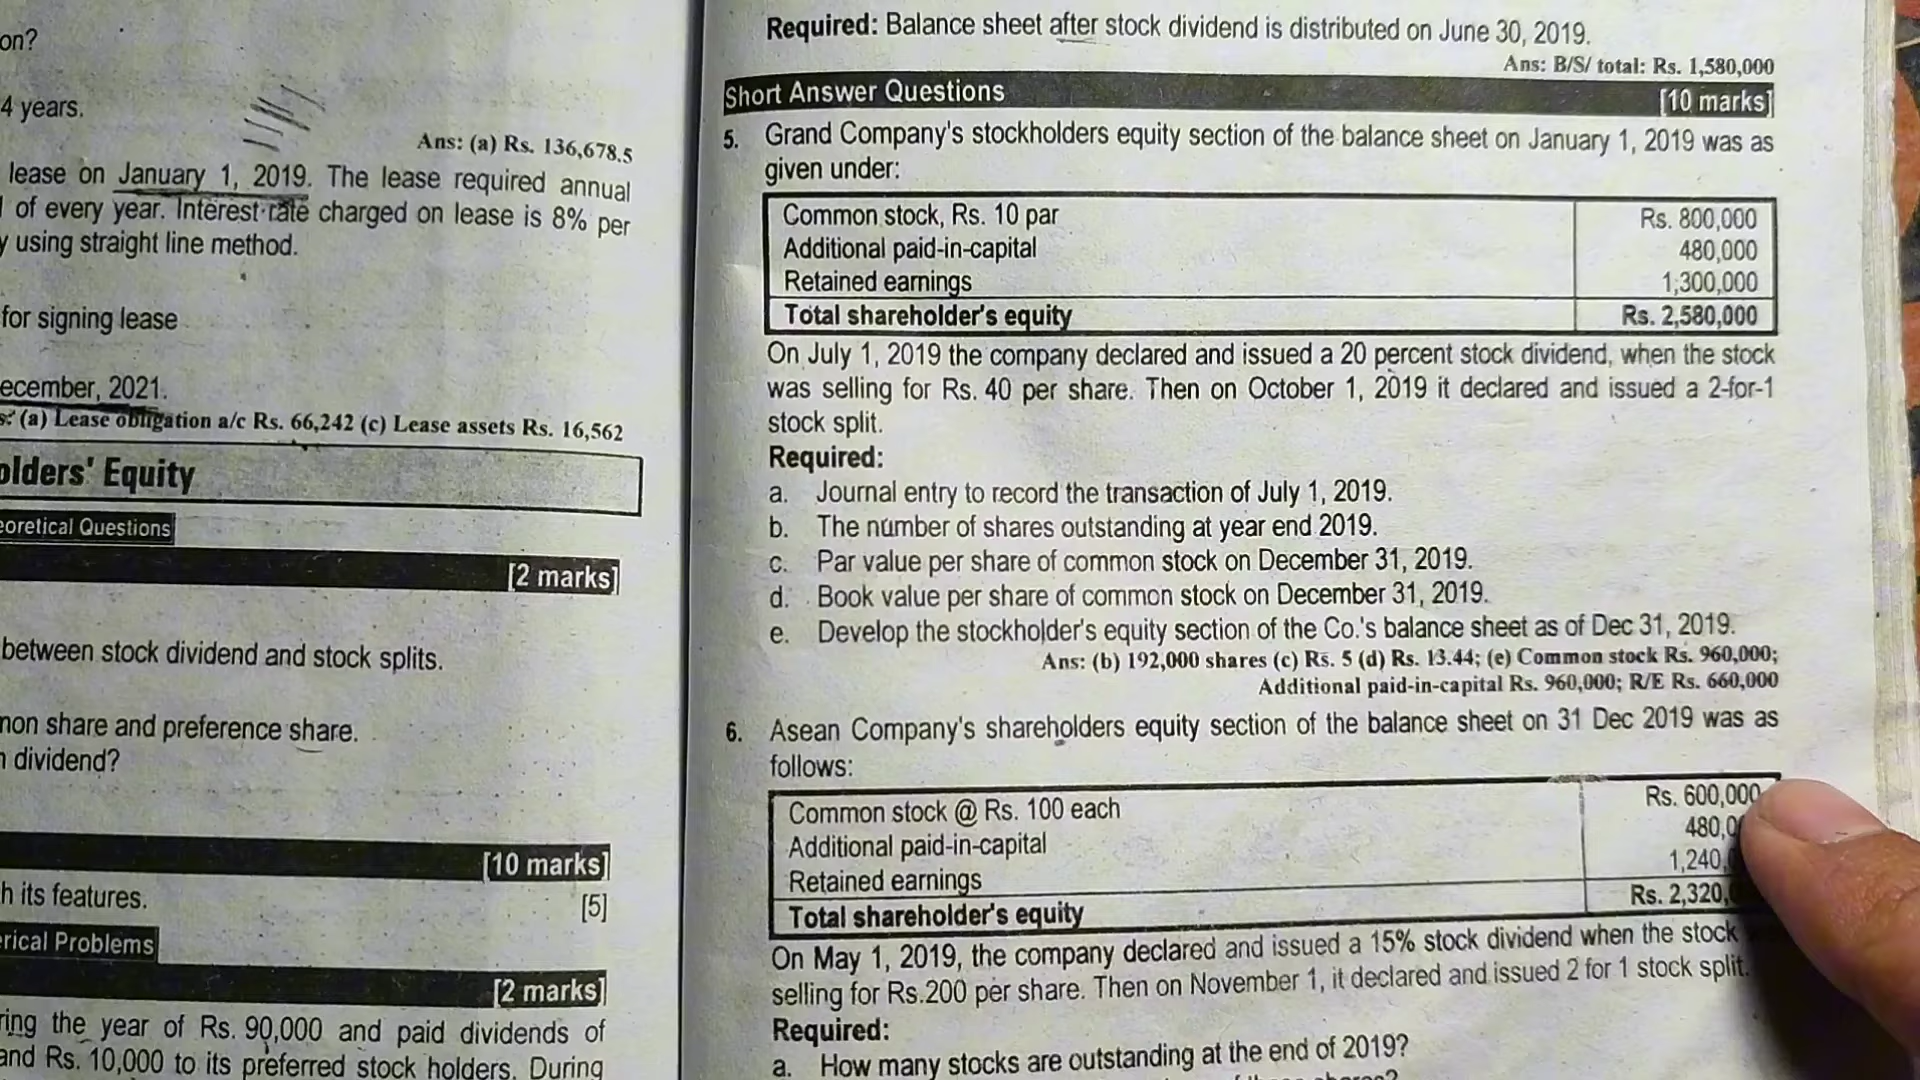 on?
4 years.
Ans: (a) Rs. 136,678.5
lease on January 1, 2019. The lease required annual
of every year. Interest rate charged on lease is 8% per
y using straight line method.
for signing lease
ecember, 2021.
s: (a) Lease obligation a/c Rs. 66,242 (c) Lease assets Rs. 16,562
olders' Equity
eoretical Questions
[2 marks]
between stock dividend and stock splits.
mon share and preference share.
n dividend?
[10 marks]
h its features.
[5]
erical Problems
[2 marks]
ring the year of Rs. 90,000 and paid dividends of
and Rs. 10,000 to its preferred stock holders. During
Required: Balance sheet after stock dividend is distributed on June 30, 2019.
Ans: B/S/ total: Rs. 1,580,000
Short Answer Questions [10 marks]
5. Grand Company's stockholders equity section of the balance sheet on January 1, 2019 was as
given under:
Common stock, Rs. 10 par Rs. 800,000
Additional paid-in-capital 480,000
Retained earnings 1,300,000
Total shareholder's equity Rs. 2,580,000
On July 1, 2019 the company declared and issued a 20 percent stock dividend, when the stock
was selling for Rs. 40 per share. Then on October 1, 2019 it declared and issued a 2-for-1
stock split.
Required:
a. Journal entry to record the transaction of July 1, 2019.
b. The number of shares outstanding at year end 2019.
c. Par value per share of common stock on December 31, 2019.
d. Book value per share of common stock on December 31, 2019.
e. Develop the stockholder's equity section of the Co.'s balance sheet as of Dec 31, 2019.
Ans: (b) 192,000 shares (c) Rs. 5 (d) Rs. 13.44; (e) Common stock Rs. 960,000;
Additional paid-in-capital Rs. 960,000; R/E Rs. 660,000
6. Asean Company's shareholders equity section of the balance sheet on 31 Dec 2019 was as
follows:
Common stock @ Rs. 100 each Rs. 600,000
Additional paid-in-capital 480,0
Retained earnings 1,240,
Total shareholder's equity Rs. 2,320,
On May 1, 2019, the company declared and issued a 15% stock dividend when the stock
selling for Rs.200 per share. Then on November 1, it declared and issued 2 for 1 stock split.
Required:
a. How many stocks are outstanding at the end of 2019?